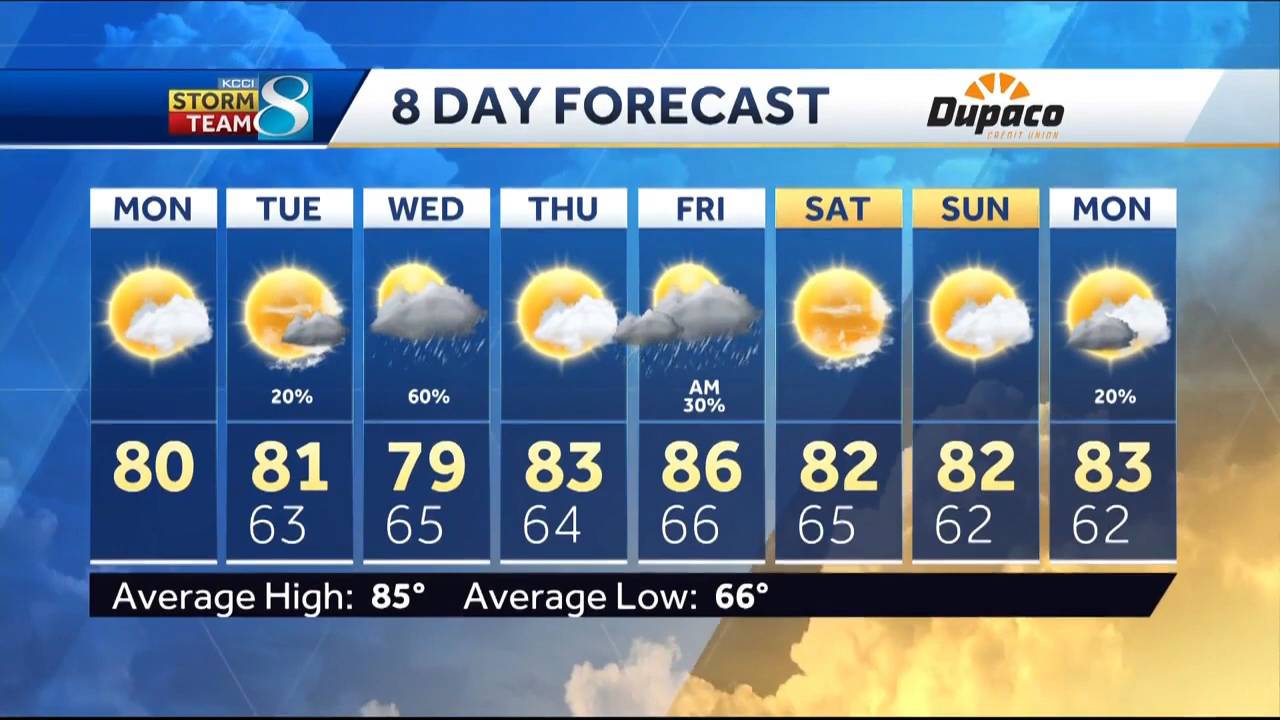 KCCI
STORM
TEAM 8
8 DAY FORECAST
Dupaco
CREDIT UNION
MON TUE WED THU FRI SAT SUN MON
20% 60% AM 30% 20%
80 81 79 83 86 82 82 83
63 65 64 66 65 62 62
Average High: 85° Average Low: 66°